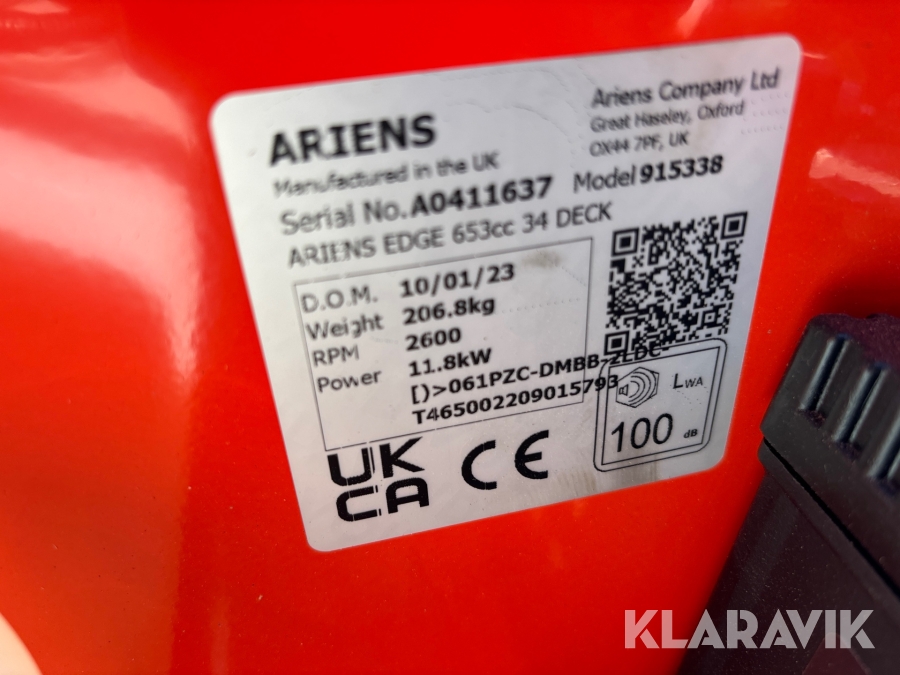 ARIENS
Manufactured in the UK
Ariens Company Ltd
Great Haseley, Oxford
OX44 7PF, UK
Serial No. A0411637 Model 915338
ARIENS EDGE 653cc 34 DECK
D.O.M. 10/01/23
Weight 206.8kg
RPM 2600
Power 11.8kW
[)>061PZC-DMBB-ZLDC-
T465002209015793
UK
CA CE
LWA
100 dB
KLARAVIK